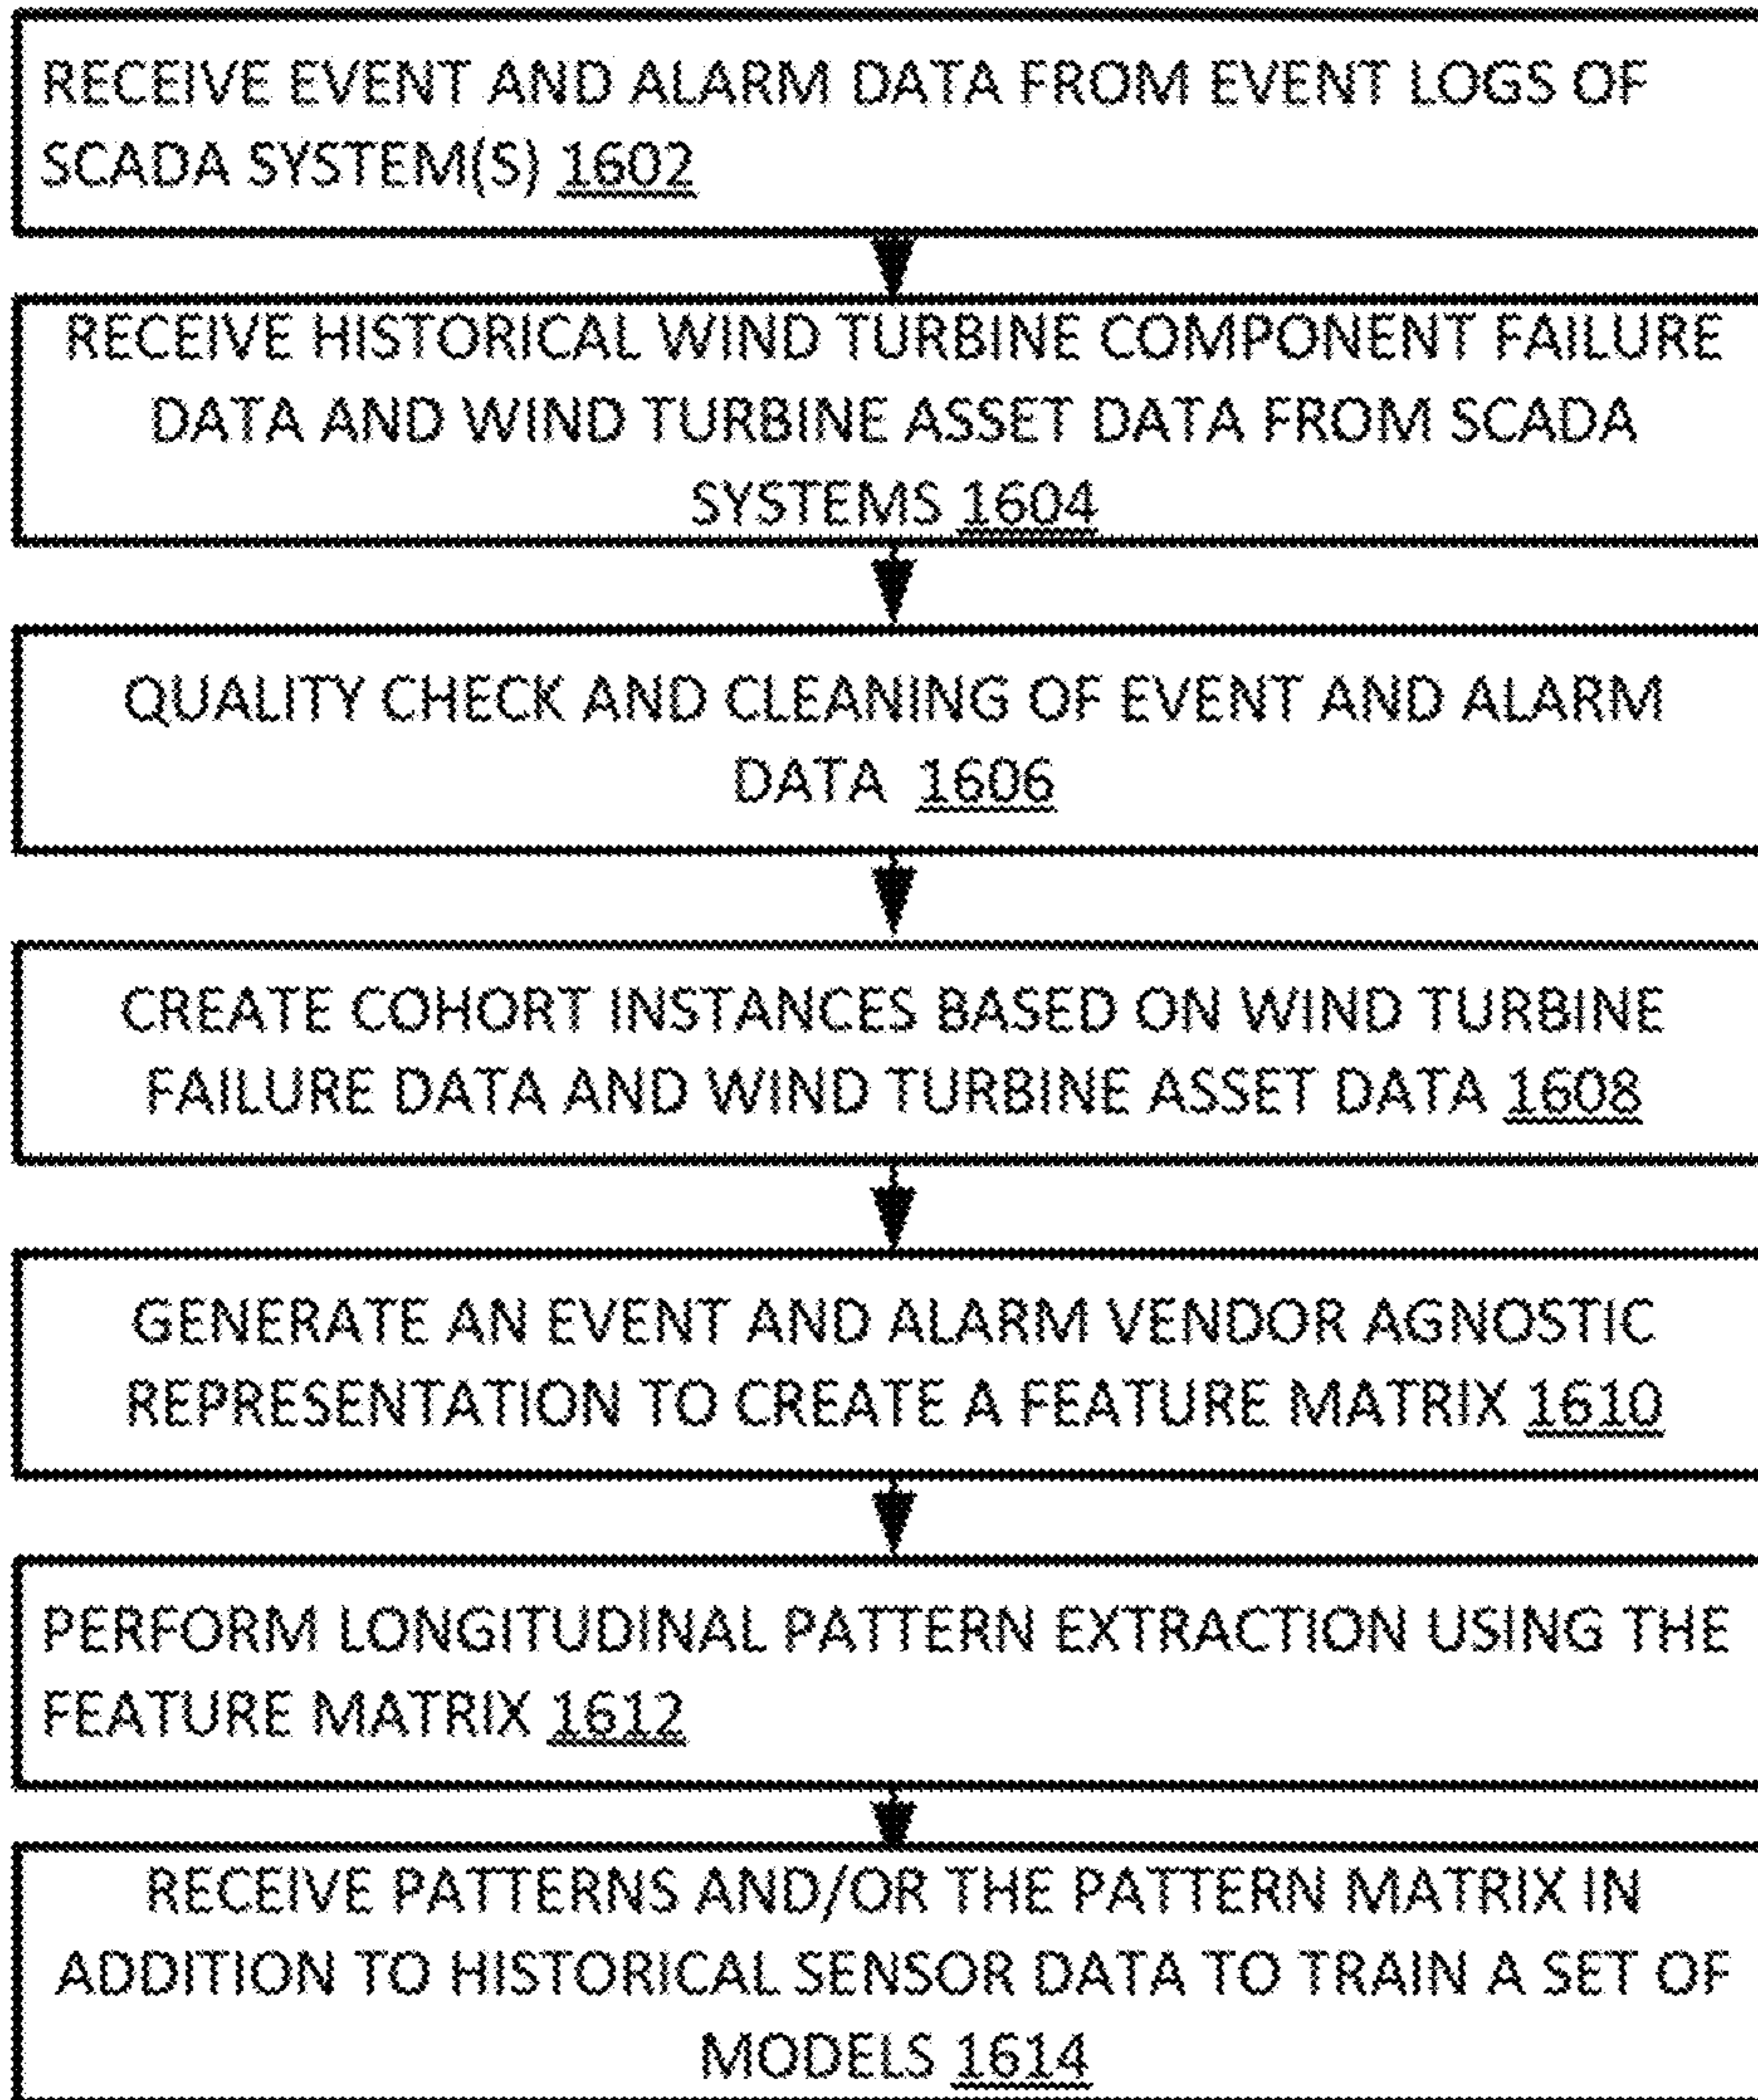 RECEIVE EVENT AND ALARM DATA FROM EVENT LOGS OF
SCADA SYSTEM(S) 1602
RECEIVE HISTORICAL WIND TURBINE COMPONENT FAILURE
DATA AND WIND TURBINE ASSET DATA FROM SCADA
SYSTEMS 1604
QUALITY CHECK AND CLEANING OF EVENT AND ALARM
DATA 1606
CREATE COHORT INSTANCES BASED ON WIND TURBINE
FAILURE DATA AND WIND TURBINE ASSET DATA 1608
GENERATE AN EVENT AND ALARM VENDOR AGNOSTIC
REPRESENTATION TO CREATE A FEATURE MATRIX 1610
PERFORM LONGITUDINAL PATTERN EXTRACTION USING THE
FEATURE MATRIX 1612
RECEIVE PATTERNS AND/OR THE PATTERN MATRIX IN
ADDITION TO HISTORICAL SENSOR DATA TO TRAIN A SET OF
MODELS 1614